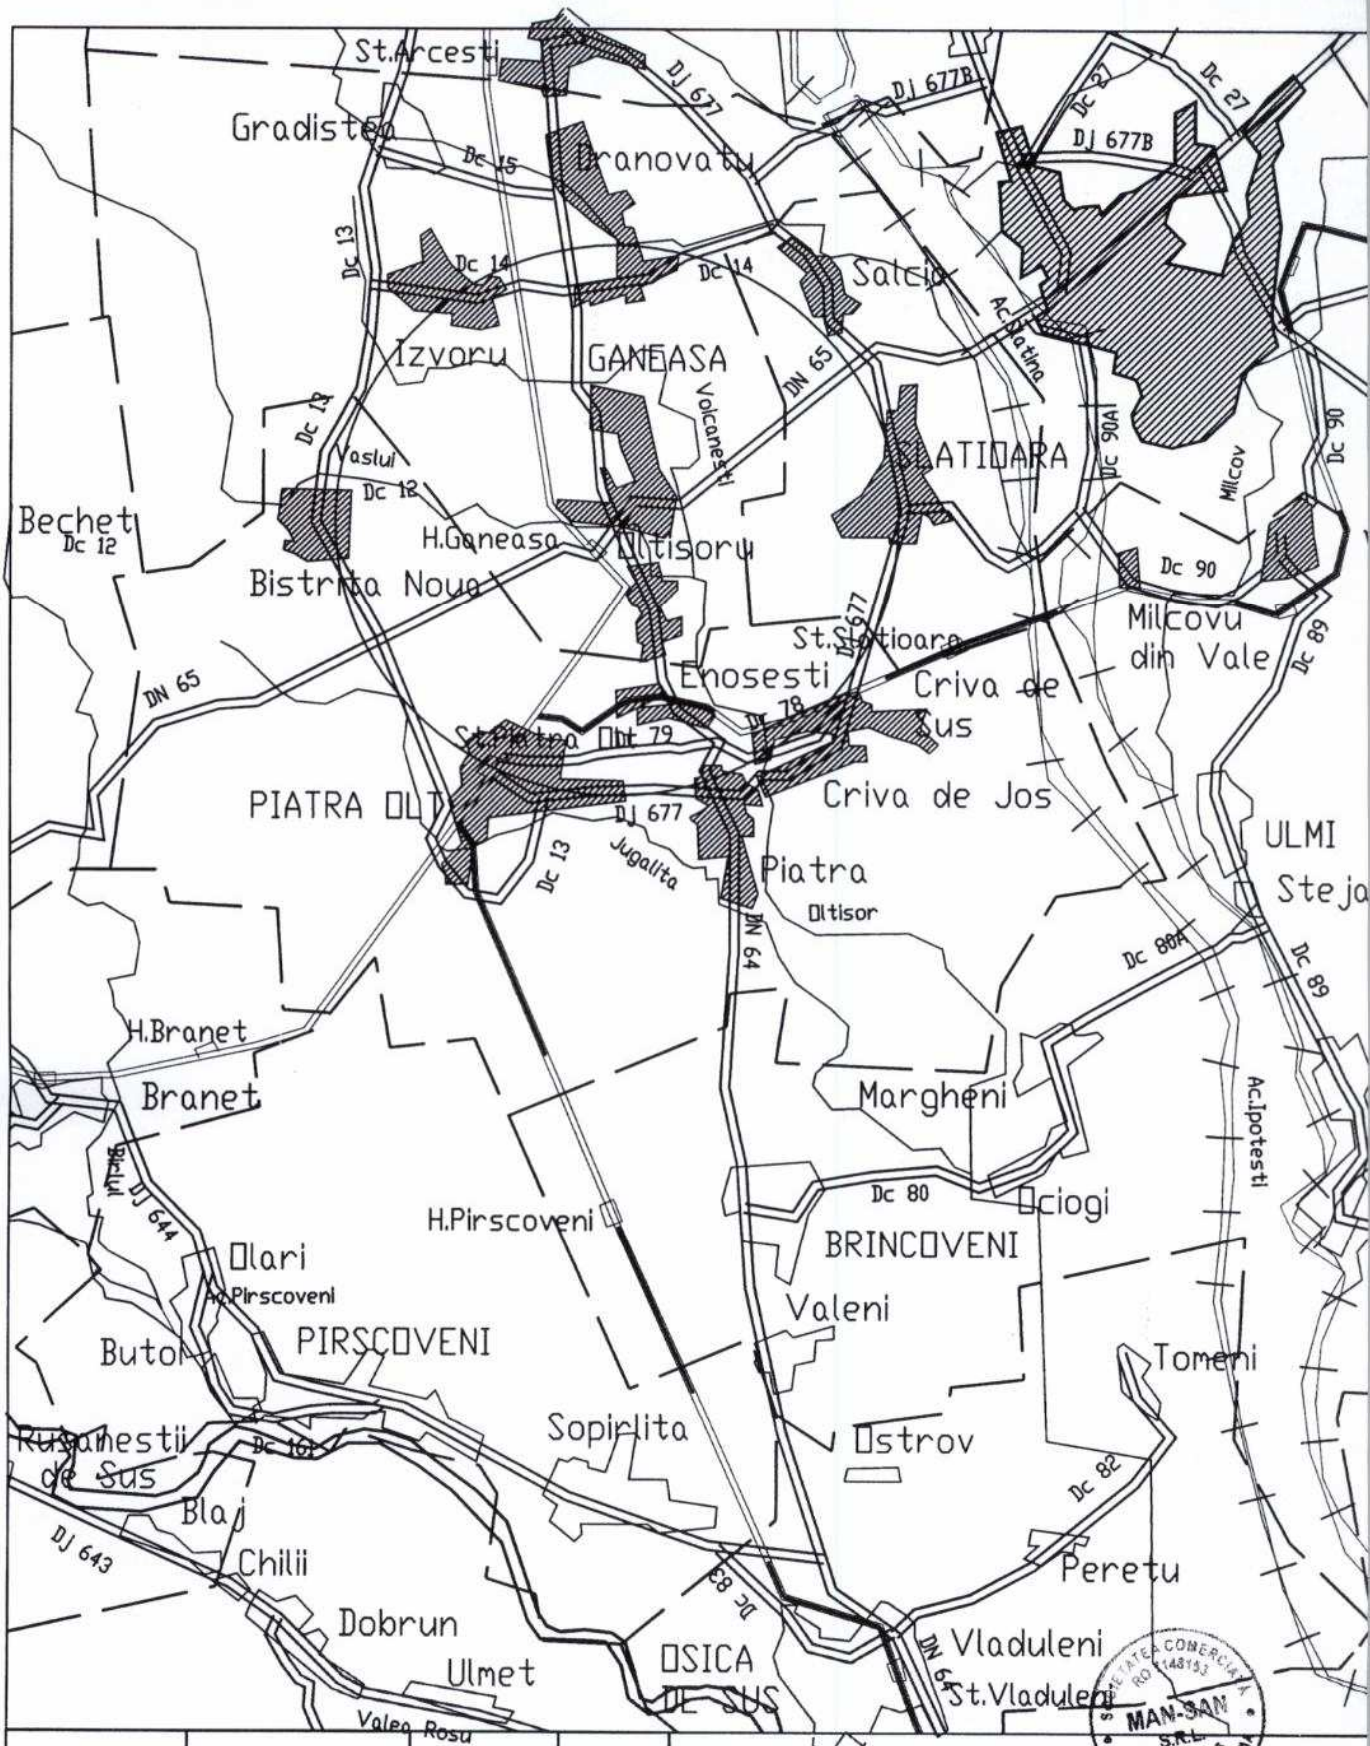 St.Arcesti
Dj 677
Dj 677B
Dc 27
Dc 27
Gradistea
Dc 15
Dranovatu
DJ 677B
Dc 13
Dc 14
Dc 14
Salcia
Ac.Slatina
Izvoru
GANEASA
DN 65
Volcanesti
Dc 13
Vaslui
Dc 12
SLATIOARA
Dc 90A
Milcov
Dc 90
Bechet
Dc 12
H.Ganeasa
Oltisoru
Bistrita Noua
Dc 90
Milcovu
din Vale
St.Slatioara
DJ 677
Dc 89
DN 65
Enosesti
Criva de
Sus
Dc 78
St.Piatra Olt
Dc 79
PIATRA OLT
DJ 677
Criva de Jos
ULMI
Jugalita
Dc 13
Piatra
Steja
Oltisor
DN 64
Dc 80A
Dc 89
H.Branet
Branet
Margheni
Ac.Ipotesti
Birlui
DJ 644
Dc 80
Ociogi
H.Pirscoveni
BRINCOVENI
Olari
Ac.Pirscoveni
Valeni
Butoi
PIRSCOVENI
Tomeni
Rusanestii
de Sus
Dc 161
Sopirlita
Ostrov
Dc 82
Blaj
DJ 643
Chilii
Dc 83
Peretu
Dobrun
Ulmet
OSICA
DE SUS
Vladuleni
DN 64
St.Vladuleni
Valea Rosu
SOCIETATEA COMERCIALA
RO 1148153
MAN-SAN
S.R.L.